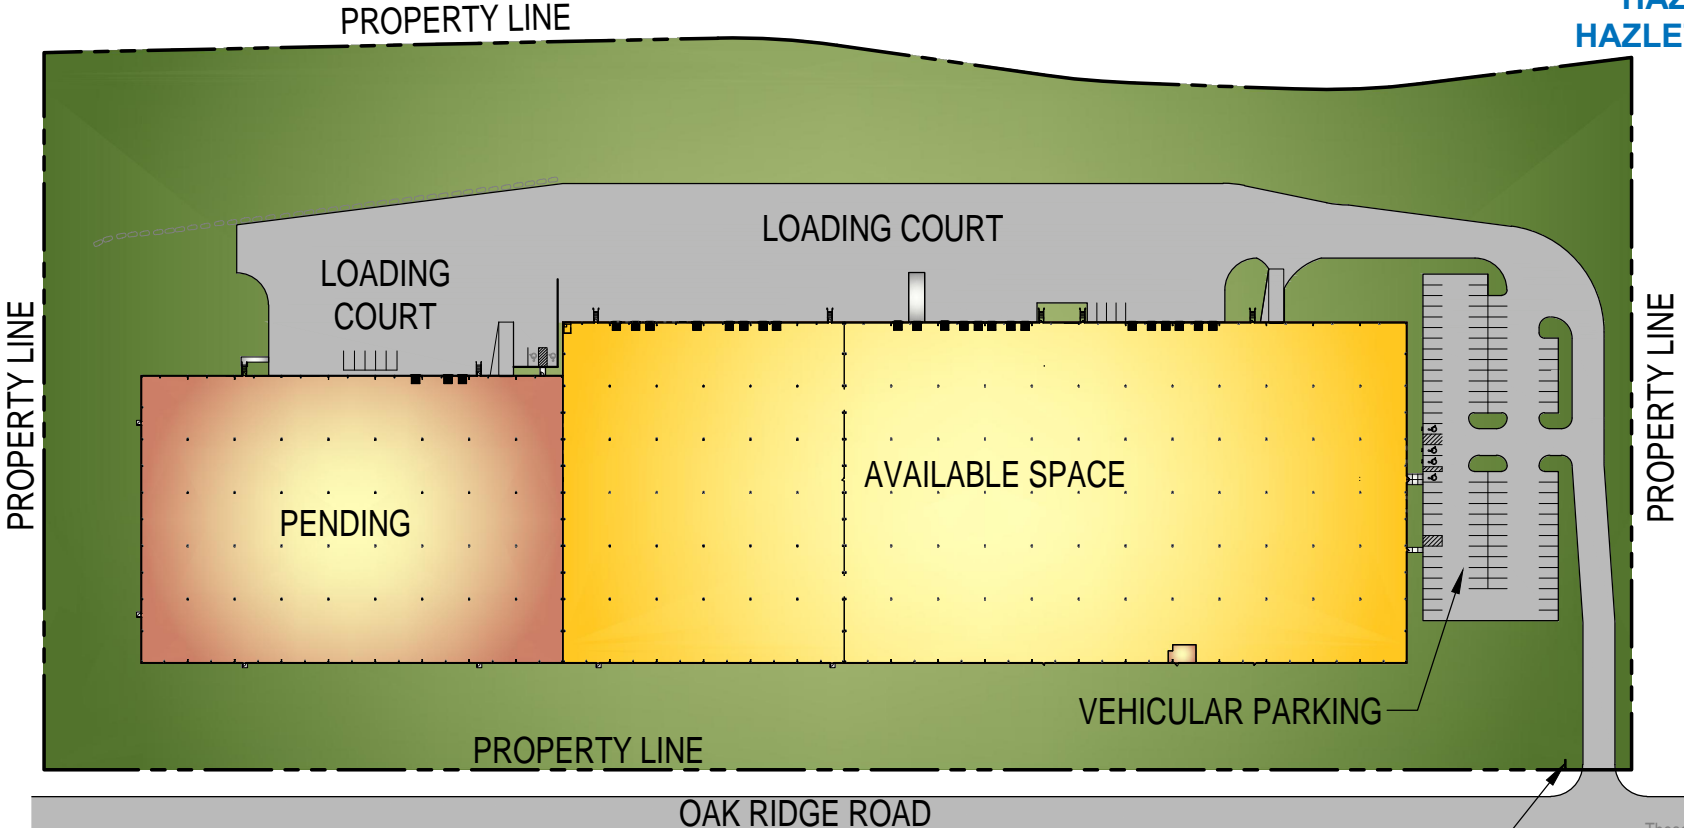 PROPERTY LINE
HAZLE
LOADING COURT
LOADING
COURT
PROPERTY LINE
PROPERTY LINE
AVAILABLE SPACE
PENDING
VEHICULAR PARKING
PROPERTY LINE
OAK RIDGE ROAD